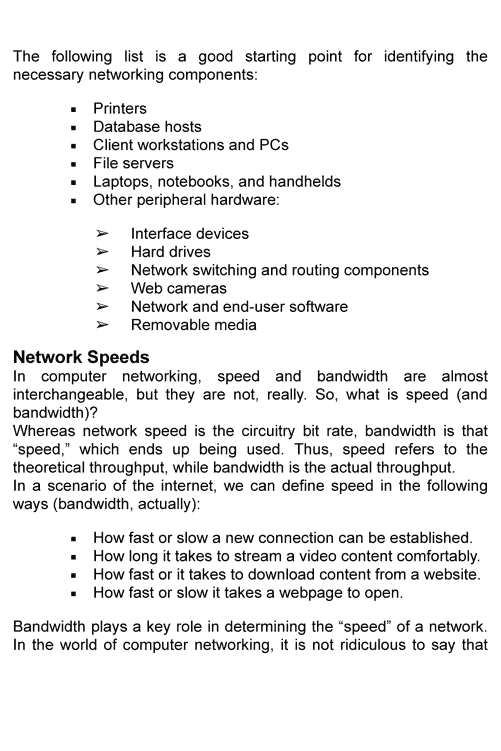 The following list is a good starting point for identifying the
necessary networking components:
▪ Printers
▪ Database hosts
▪ Client workstations and PCs
▪ File servers
▪ Laptops, notebooks, and handhelds
▪ Other peripheral hardware:
➢ Interface devices
➢ Hard drives
➢ Network switching and routing components
➢ Web cameras
➢ Network and end-user software
➢ Removable media
Network Speeds
In computer networking, speed and bandwidth are almost
interchangeable, but they are not, really. So, what is speed (and
bandwidth)?
Whereas network speed is the circuitry bit rate, bandwidth is that
“speed,” which ends up being used. Thus, speed refers to the
theoretical throughput, while bandwidth is the actual throughput.
In a scenario of the internet, we can define speed in the following
ways (bandwidth, actually):
▪ How fast or slow a new connection can be established.
▪ How long it takes to stream a video content comfortably.
▪ How fast or it takes to download content from a website.
▪ How fast or slow it takes a webpage to open.
Bandwidth plays a key role in determining the “speed” of a network.
In the world of computer networking, it is not ridiculous to say that